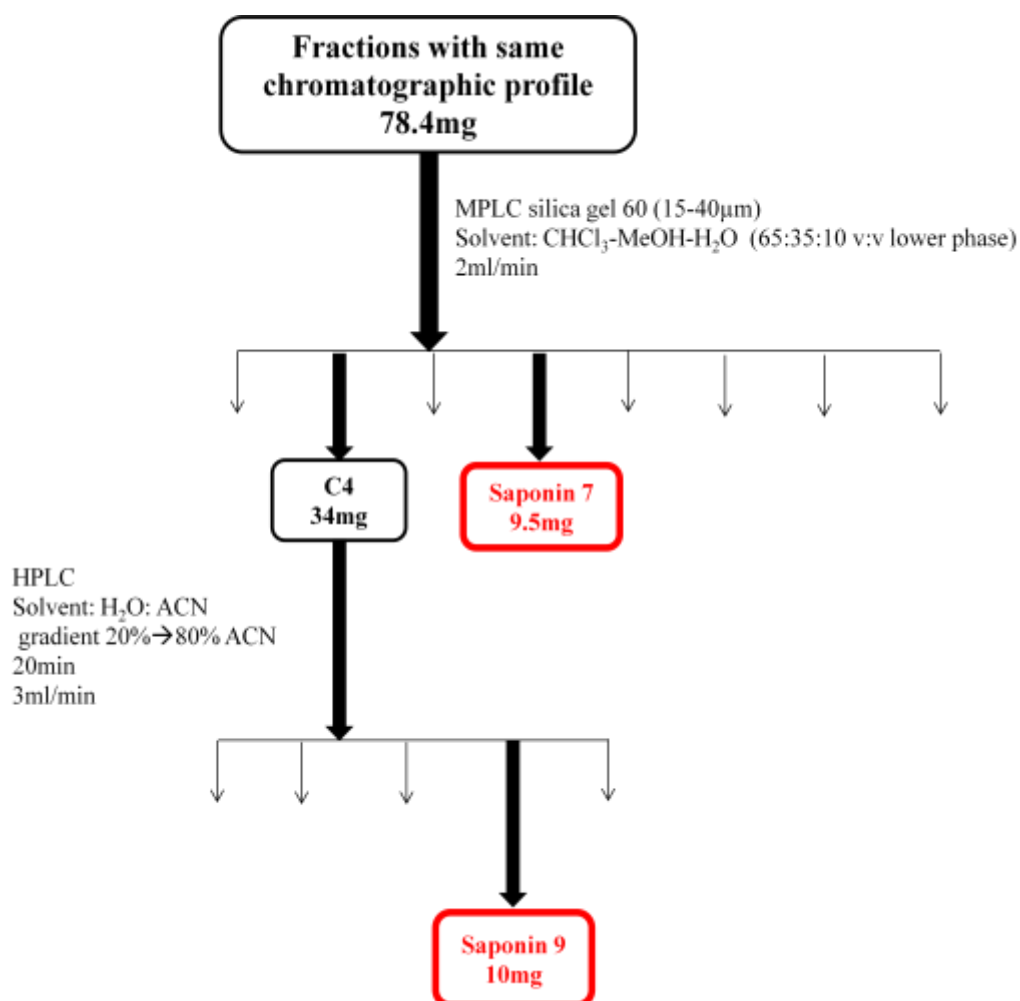 Fractions with same
chromatographic profile
78.4mg
MPLC silica gel 60 (15-40µm)
Solvent: CHCl₃-MeOH-H₂O (65:35:10 v:v lower phase)
2ml/min
C4
34mg
Saponin 7
9.5mg
HPLC
Solvent: H₂O: ACN
gradient 20%→80% ACN
20min
3ml/min
Saponin 9
10mg